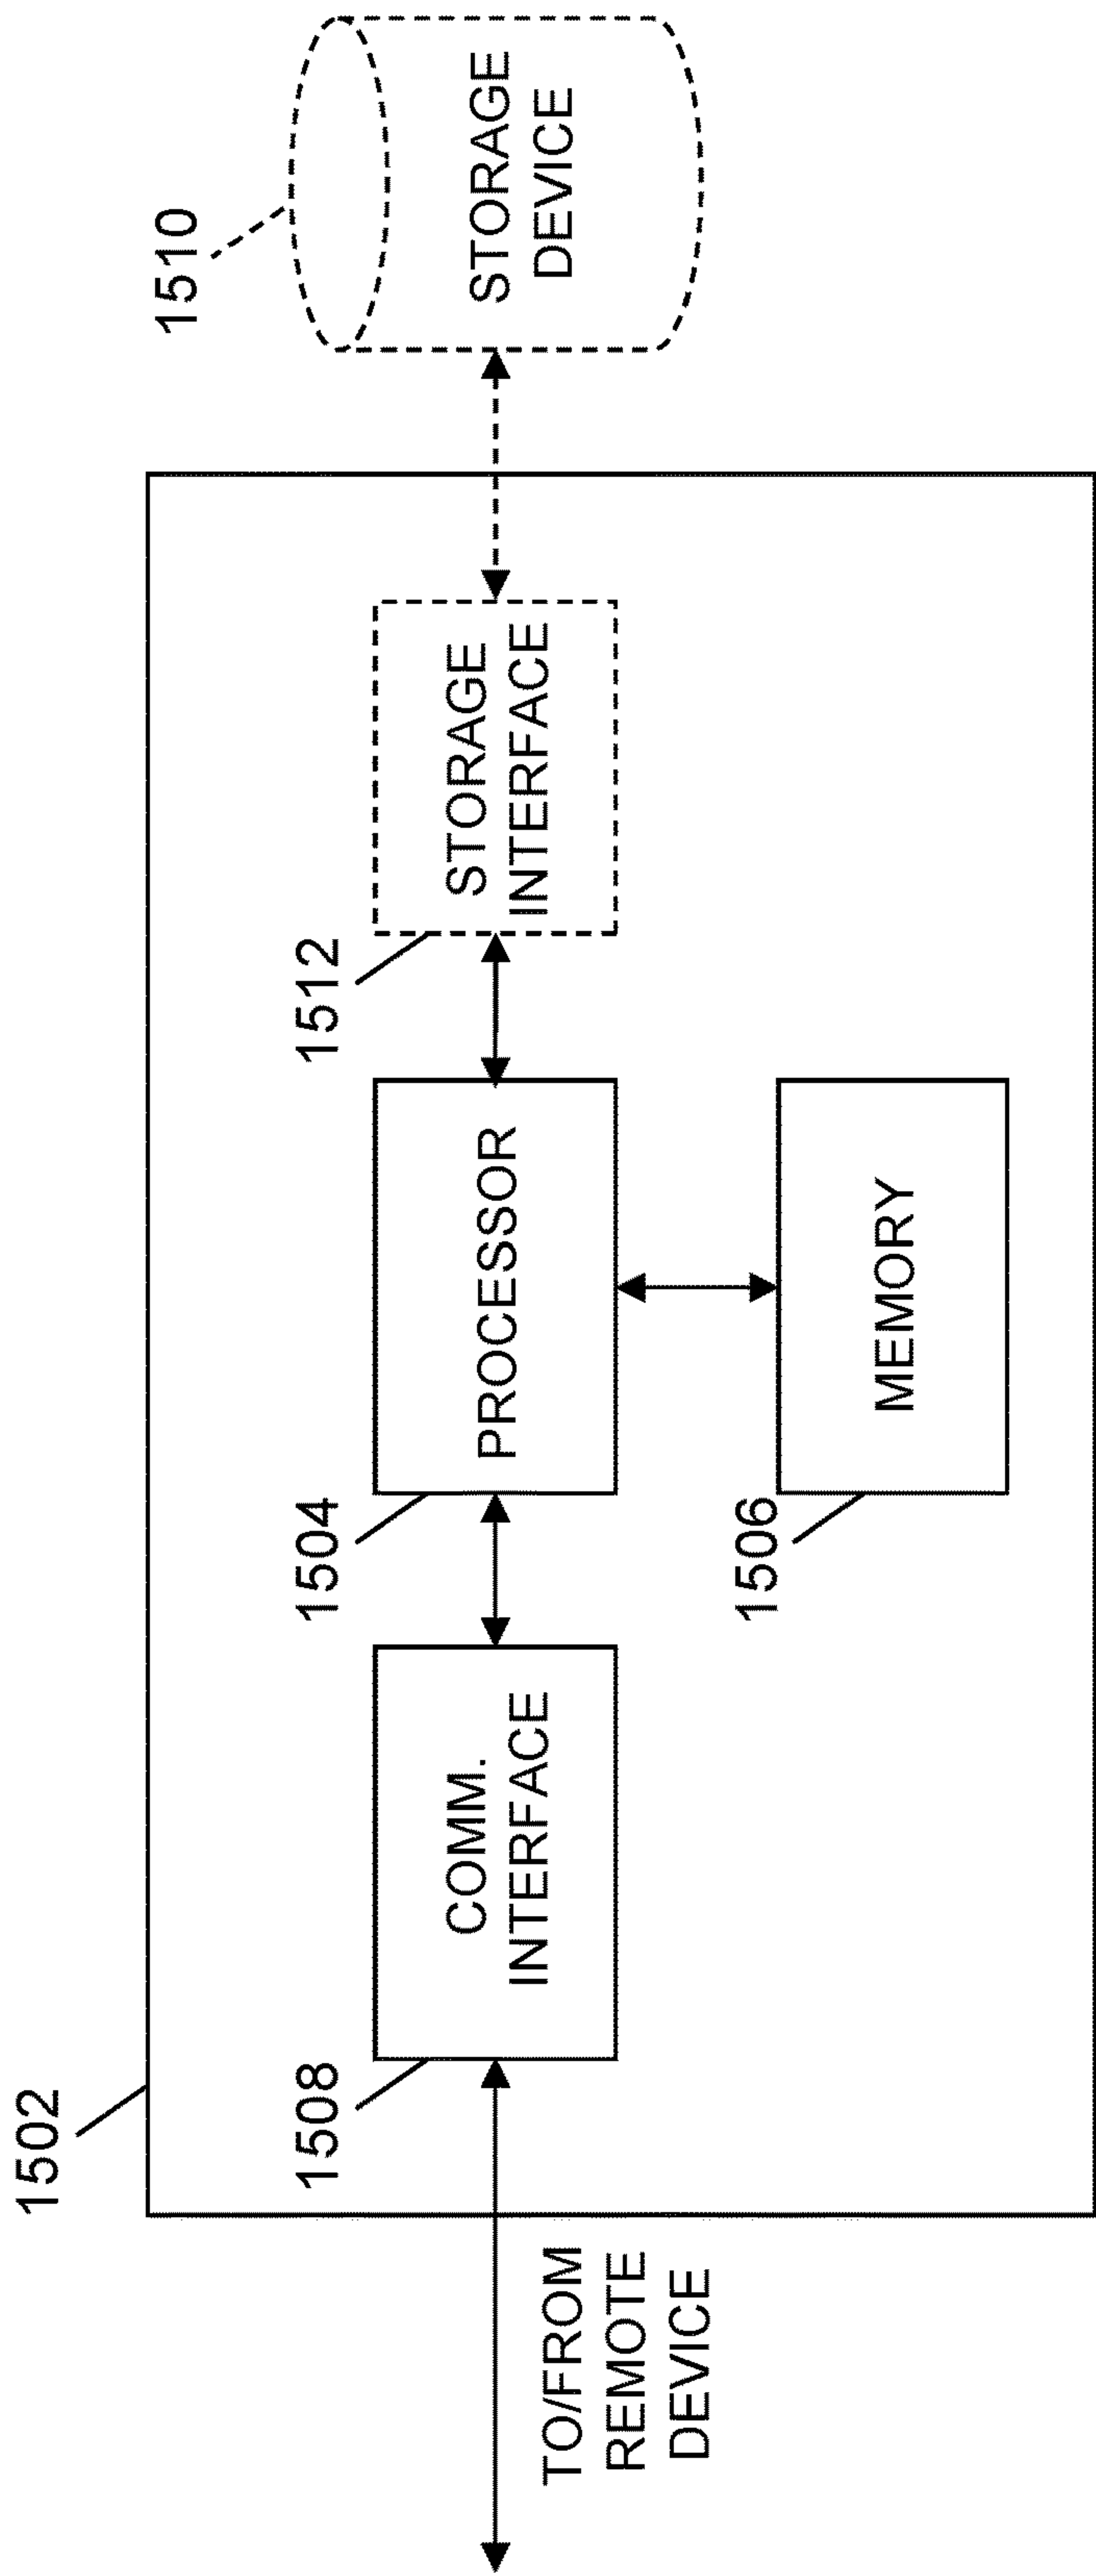 1502
1508
COMM.
INTERFACE
1504
PROCESSOR
1506
MEMORY
1512
STORAGE
INTERFACE
1510
STORAGE
DEVICE
TO/FROM
REMOTE
DEVICE